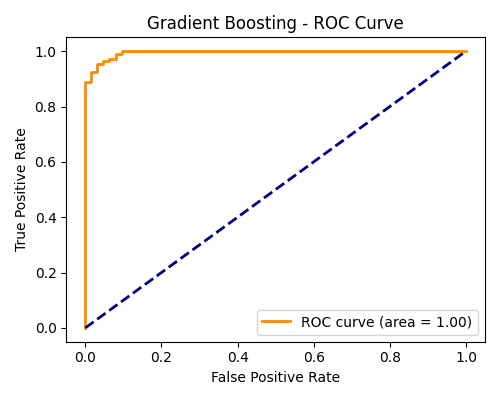 Gradient Boosting - ROC Curve
1.0
0.8
0.6
0.4
0.2
0.0
True Positive Rate
ROC curve (area = 1.00)
0.0 0.2 0.4 0.6 0.8 1.0
False Positive Rate